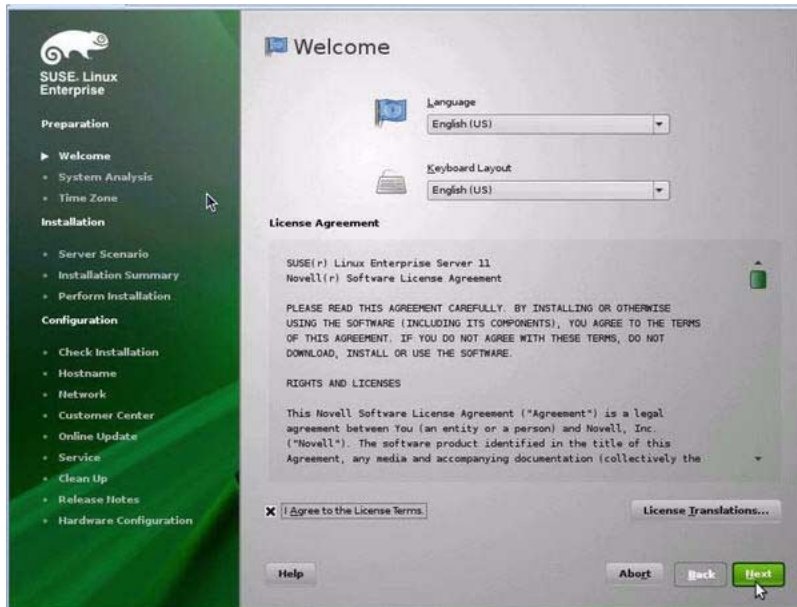 SUSE. Linux
Enterprise
Preparation
Welcome
System Analysis
Time Zone
Installation
Server Scenario
Installation Summary
Perform Installation
Configuration
Check Installation
Hostname
Network
Customer Center
Online Update
Service
Clean Up
Release Notes
Hardware Configuration
Welcome
Language
English (US)
Keyboard Layout
English (US)
License Agreement
SUSE(r) Linux Enterprise Server 11
Novell(r) Software License Agreement
PLEASE READ THIS AGREEMENT CAREFULLY. BY INSTALLING OR OTHERWISE
USING THE SOFTWARE (INCLUDING ITS COMPONENTS), YOU AGREE TO THE TERMS
OF THIS AGREEMENT. IF YOU DO NOT AGREE WITH THESE TERMS, DO NOT
DOWNLOAD, INSTALL OR USE THE SOFTWARE.
RIGHTS AND LICENSES
This Novell Software License Agreement ("Agreement") is a legal
agreement between You (an entity or a person) and Novell, Inc.
("Novell"). The software product identified in the title of this
Agreement, any media and accompanying documentation (collectively the
I Agree to the License Terms.
License Translations...
Help
Abort
Back
Next